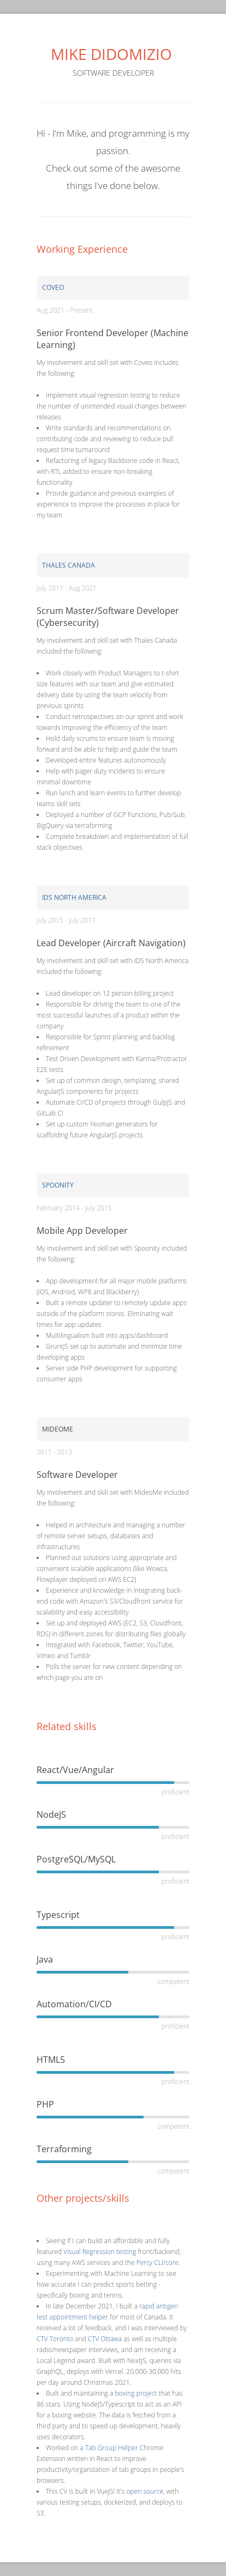 MIKE DIDOMIZIO
SOFTWARE DEVELOPER
Hi - I'm Mike, and programming is my
passion.
Check out some of the awesome
things I've done below.
Working Experience
COVEO
Aug 2021 - Present
Senior Frontend Developer (Machine
Learning)
My involvement and skill set with Coveo includes
the following:
• Implement visual regression testing to reduce
the number of unintended visual changes between
releases
• Write standards and recommendations on
contributing code and reviewing to reduce pull
request time turnaround
• Refactoring of legacy Backbone code in React,
with RTL added to ensure non-breaking
functionality
• Provide guidance and previous examples of
experience to improve the processes in place for
my team
THALES CANADA
July 2017 - Aug 2021
Scrum Master/Software Developer
(Cybersecurity)
My involvement and skill set with Thales Canada
included the following:
• Work closely with Product Managers to t-shirt
size features with our team and give estimated
delivery date by using the team velocity from
previous sprints
• Conduct retrospectives on our sprint and work
towards improving the efficiency of the team
• Hold daily scrums to ensure team is moving
forward and be able to help and guide the team
• Developed entire features autonomously
• Help with pager duty incidents to ensure
minimal downtime
• Run lunch and learn events to further develop
teams skill sets
• Deployed a number of GCP Functions, Pub/Sub,
BigQuery via terraforming
• Complete breakdown and implementation of full
stack objectives
IDS NORTH AMERICA
July 2015 - July 2017
Lead Developer (Aircraft Navigation)
My involvement and skill set with IDS North America
included the following:
• Lead developer on 12 person billing project
• Responsible for driving the team to one of the
most successful launches of a product within the
company
• Responsible for Sprint planning and backlog
refinement
• Test Driven Development with Karma/Protractor
E2E tests
• Set up of common design, templating, shared
AngularJS components for projects
• Automate CI/CD of projects through GulpJS and
GitLab CI
• Set up custom Yeoman generators for
scaffolding future AngularJS projects
SPOONITY
February 2014 - July 2015
Mobile App Developer
My involvement and skill set with Spoonity included
the following:
• App development for all major mobile platforms
(iOS, Android, WP8 and Blackberry)
• Built a remote updater to remotely update apps
outside of the platform stores. Eliminating wait
times for app updates
• Multilingualism built into apps/dashboard
• GruntJS set up to automate and minimize time
developing apps
• Server side PHP development for supporting
consumer apps
MIDEOME
2011 - 2013
Software Developer
My involvement and skill set with MideoMe included
the following:
• Helped in architecture and managing a number
of remote server setups, databases and
infrastructures
• Planned out solutions using appropriate and
convenient scalable applications (like Wowza,
Flowplayer deployed on AWS EC2)
• Experience and knowledge in integrating back-
end code with Amazon's S3/Cloudfront service for
scalability and easy accessibility
• Set up and deployed AWS (EC2, S3, Cloudfront,
RDS) in different zones for distributing files globally
• Integrated with Facebook, Twitter, YouTube,
Vimeo and Tumblr
• Polls the server for new content depending on
which page you are on
Related skills
React/Vue/Angular
proficient
NodeJS
proficient
PostgreSQL/MySQL
proficient
Typescript
proficient
Java
competent
Automation/CI/CD
proficient
HTML5
proficient
PHP
competent
Terraforming
competent
Other projects/skills
• Seeing if I can build an affordable and fully
featured Visual Regression testing front/backend,
using many AWS services and the Percy CLI/core.
• Experimenting with Machine Learning to see
how accurate I can predict sports betting -
specifically boxing and tennis.
• In late December 2021, I built a rapid antigen
test appointment helper for most of Canada. It
received a lot of feedback, and I was interviewed by
CTV Toronto and CTV Ottawa as well as multiple
radio/newspaper interviews, and am receiving a
Local Legend award. Built with NextJS, queries via
GraphQL, deploys with Vercel. 20,000-30,000 hits
per day around Christmas 2021.
• Built and maintaining a boxing project that has
86 stars. Using NodeJS/Typescript to act as an API
for a boxing website. The data is fetched from a
third party and to speed up development, heavily
uses decorators.
• Worked on a Tab Group Helper Chrome
Extension written in React to improve
productivity/organization of tab groups in people's
browsers.
• This CV is built in VueJS! It's open source, with
various testing setups, dockerized, and deploys to
S3.